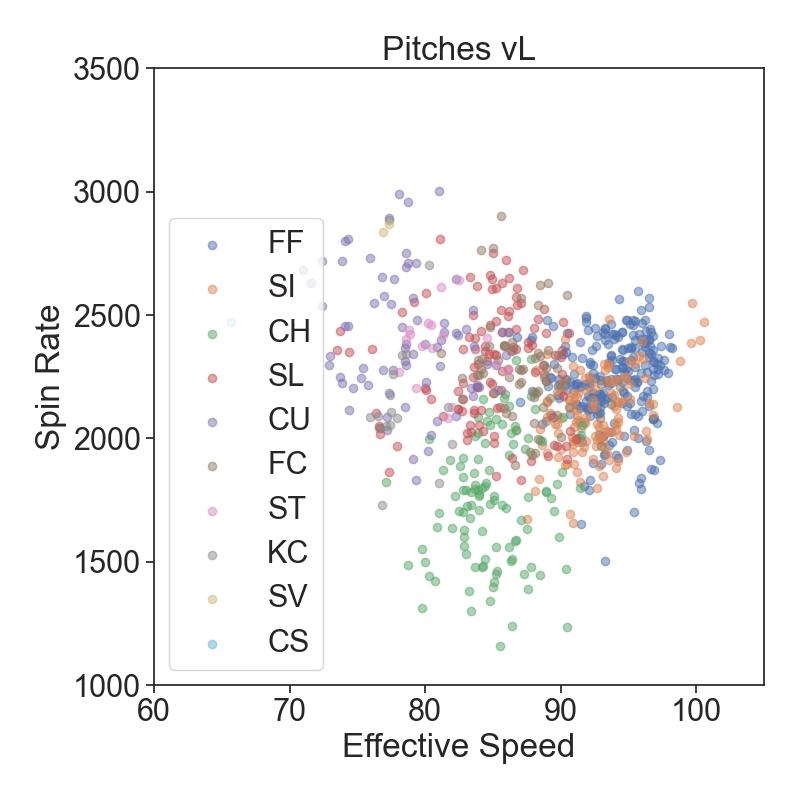 Pitches vL
3500
3000
2500
2000
1500
1000
Spin Rate
FF
SI
CH
SL
CU
FC
ST
KC
SV
CS
60 70 80 90 100
Effective Speed